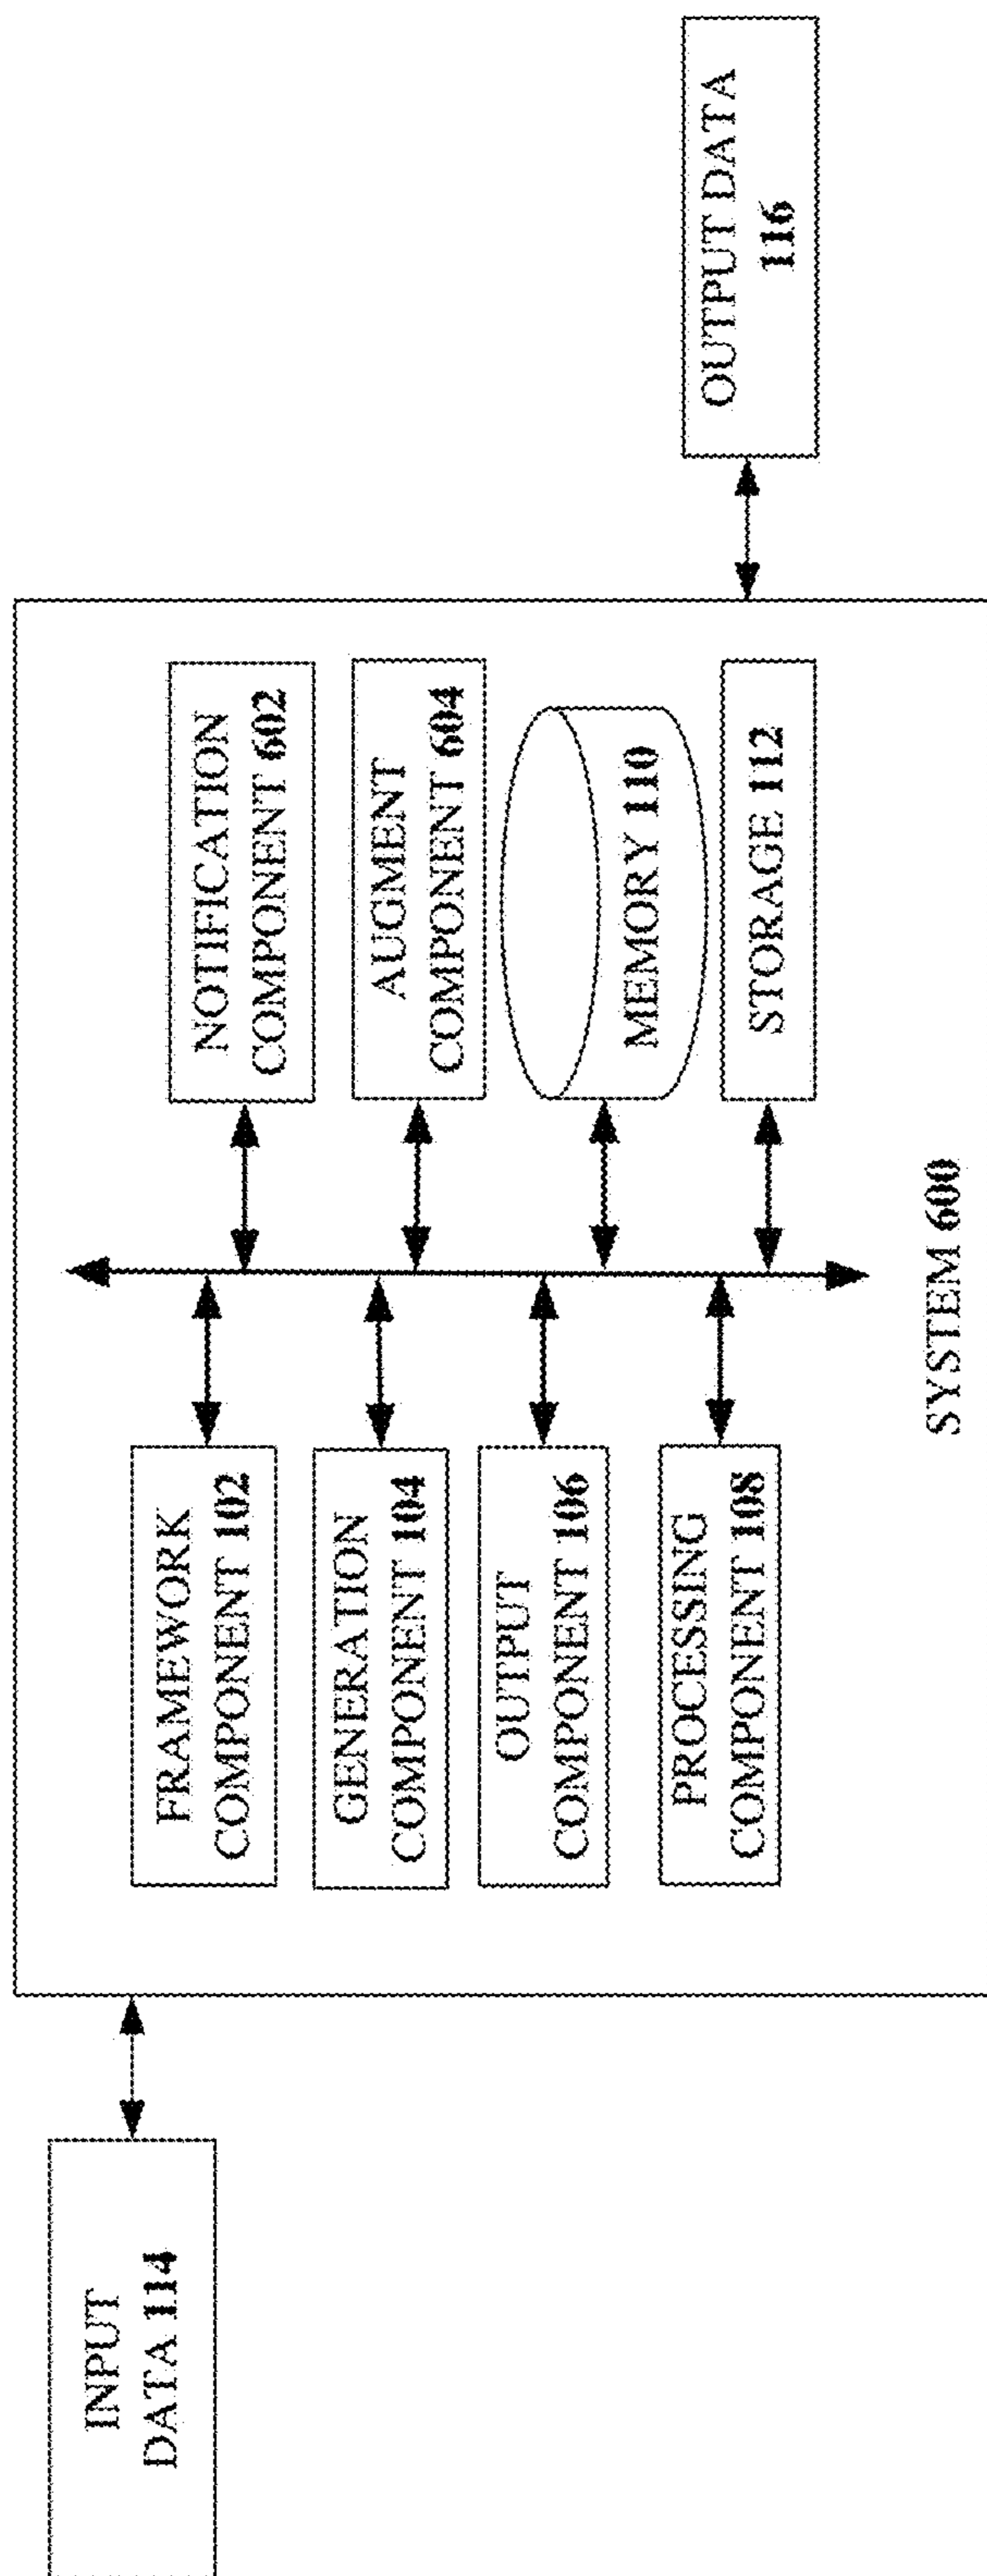 INPUT
DATA 114
FRAMEWORK
COMPONENT 102
GENERATION
COMPONENT 104
OUTPUT
COMPONENT 106
PROCESSING
COMPONENT 108
NOTIFICATION
COMPONENT 602
AUGMENT
COMPONENT 604
MEMORY 110
STORAGE 112
SYSTEM 600
OUTPUT DATA
116